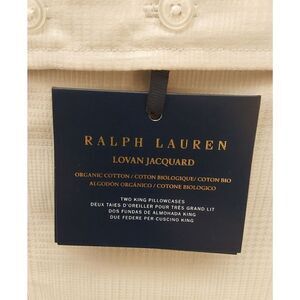 RALPH LAUREN
LOVAN JACQUARD
ORGANIC COTTON / COTON BIOLOGIQUE/ COTON BIO
ALGODÓN ORGÁNICO / COTONE BIOLOGICO
TWO KING PILLOWCASES
DEUX TAIES D'OREILLER POUR TRÈS GRAND LIT
DOS FUNDAS DE ALMOHADA KING
DUE FEDERE PER CUSCINO KING